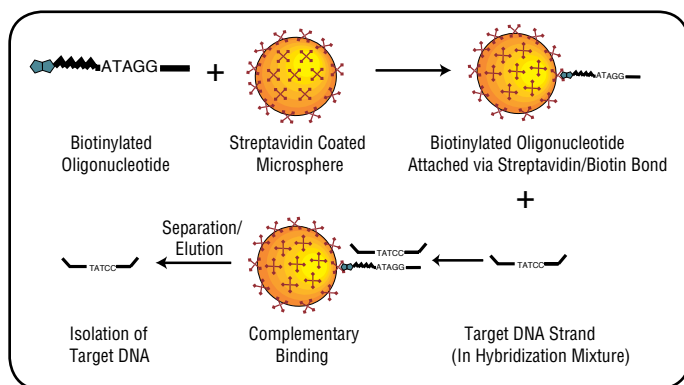 ATAGG
+
ATAGG
Biotinylated
Oligonucleotide
Streptavidin Coated
Microsphere
Biotinylated Oligonucleotide
Attached via Streptavidin/Biotin Bond
+
Separation/
Elution
TATCC
TATCC
ATAGG
TATCC
Isolation of
Target DNA
Complementary
Binding
Target DNA Strand
(In Hybridization Mixture)